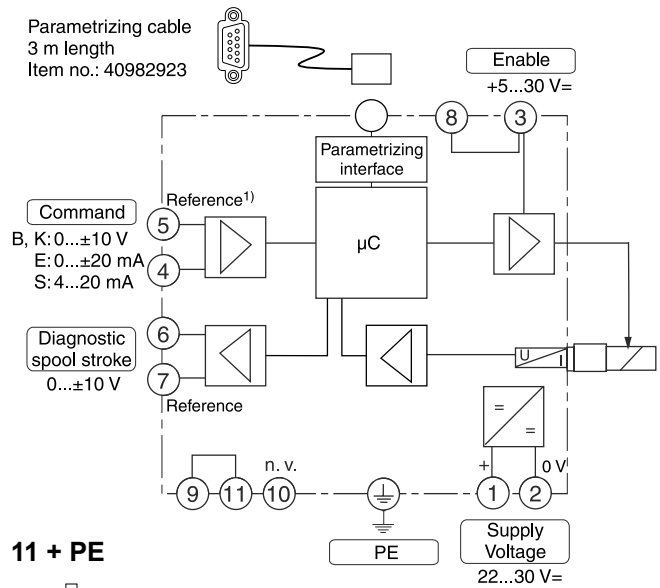 Parametrizing cable
3 m length
Item no.: 40982923
Enable
+5...30 V=
8
3
Parametrizing
interface
Reference¹⁾
Command
5
B, K: 0...±10 V
E: 0...±20 mA
S: 4...20 mA
4
µC
Diagnostic
spool stroke
0...±10 V
6
7
Reference
U
I
=
=
n. v.
+
0 V
9
11
10
1
2
PE
Supply
Voltage
22...30 V=
11 + PE